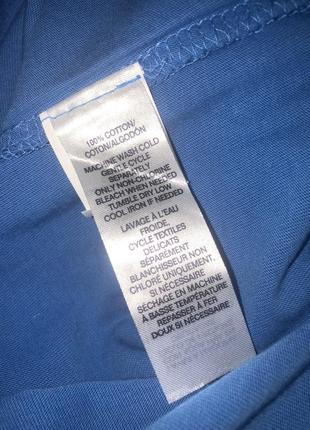 100% COTTON/
COTON/ALGODÓN
MACHINE WASH COLD
GENTLE CYCLE
SEPARATELY
ONLY NON-CHLORINE
BLEACH WHEN NEEDED
TUMBLE DRY LOW
COOL IRON IF NEEDED
LAVAGE À L'EAU
FROIDE,
CYCLE TEXTILES
DELICATS
SÉPARÉMENT
BLANCHISSEUR NON
CHLORÉ UNIQUEMENT,
SI NÉCESSAIRE
SÉCHAGE EN MACHINE
À BASSE TEMPÉRATURE
REPASSER À FER
DOUX SI NÉCESSAIRE